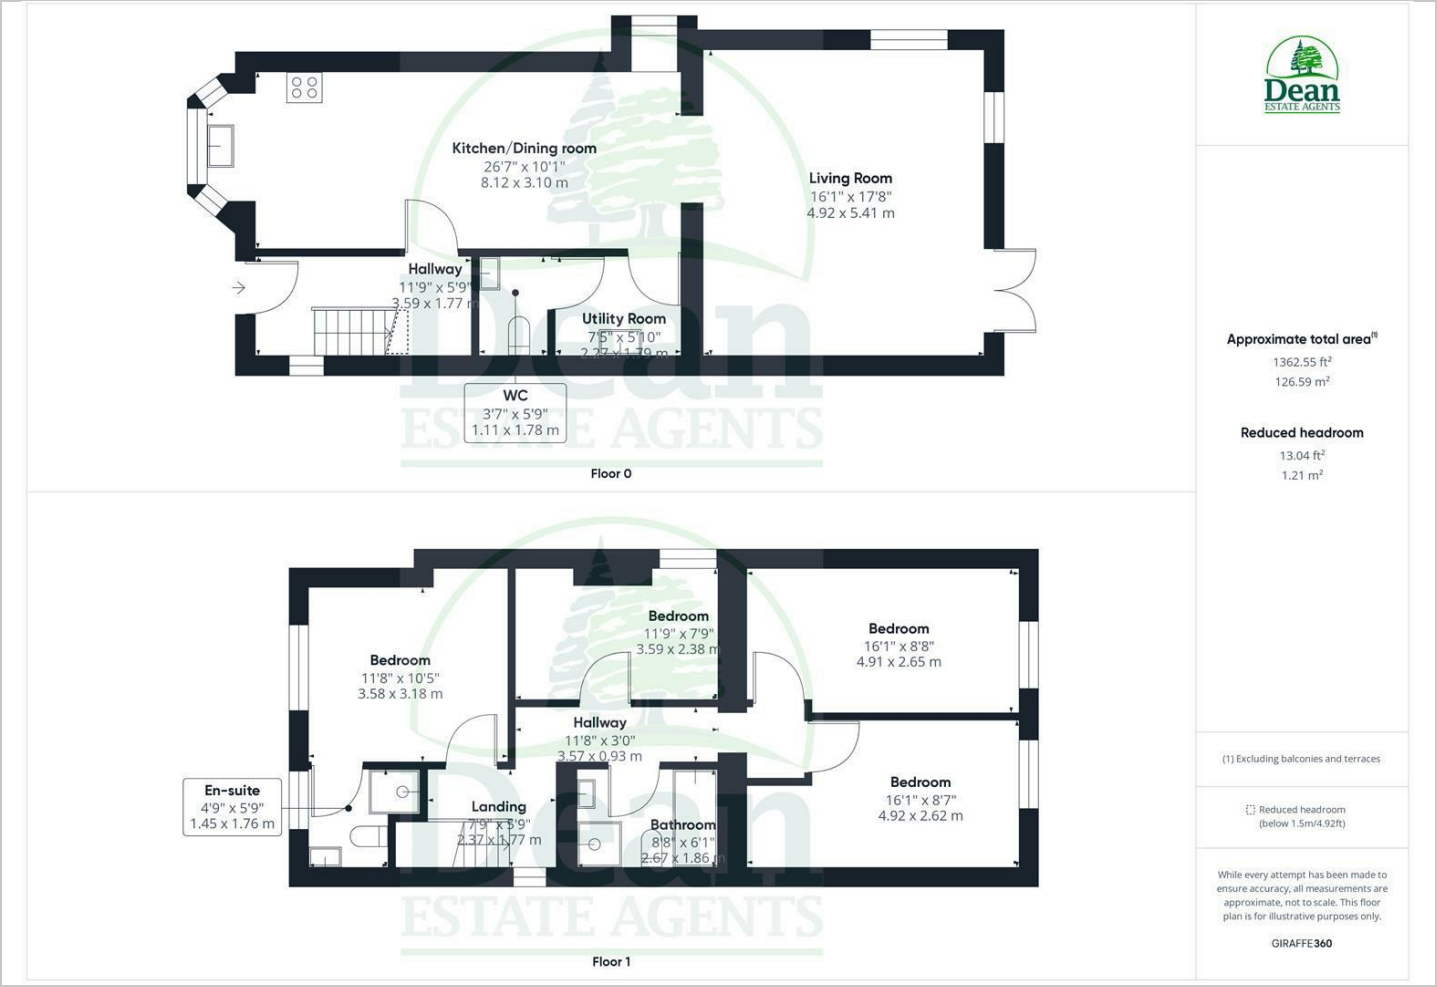 Kitchen/Dining room
26'7" x 10'1"
8.12 x 3.10 m
Living Room
16'1" x 17'8"
4.92 x 5.41 m
Hallway
11'9" x 5'9"
3.59 x 1.77 m
Utility Room
7'5" x 5'10"
2.27 x 1.79 m
WC
3'7" x 5'9"
1.11 x 1.78 m
Dean
ESTATE AGENTS
Floor 0
Bedroom
11'8" x 10'5"
3.58 x 3.18 m
Bedroom
11'9" x 7'9"
3.59 x 2.38 m
Bedroom
16'1" x 8'8"
4.91 x 2.65 m
Hallway
11'8" x 3'0"
3.57 x 0.93 m
En-suite
4'9" x 5'9"
1.45 x 1.76 m
Landing
7'9" x 5'9"
2.37 x 1.77 m
Bathroom
8'8" x 6'1"
2.67 x 1.86 m
Bedroom
16'1" x 8'7"
4.92 x 2.62 m
Dean
ESTATE AGENTS
Floor 1
Dean
ESTATE AGENTS
Approximate total area(1)
1362.55 ft²
126.59 m²
Reduced headroom
13.04 ft²
1.21 m²
(1) Excluding balconies and terraces
Reduced headroom
(below 1.5m/4.92ft)
While every attempt has been made to
ensure accuracy, all measurements are
approximate, not to scale. This floor
plan is for illustrative purposes only.
GIRAFFE360